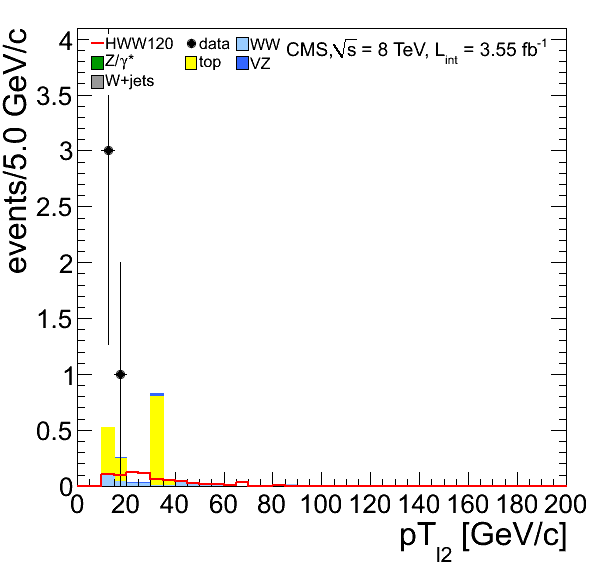 HWW120 data WW
Z/γ* top VZ
W+jets
CMS,√s = 8 TeV, L_int = 3.55 fb⁻¹
events/5.0 GeV/c
4
3.5
3
2.5
2
1.5
1
0.5
0
0 20 40 60 80 100 120 140 160 180 200
pT_l2 [GeV/c]